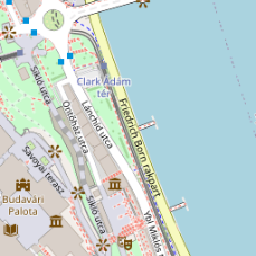 Clark Ádám
tér
Sikló utca
Lánchíd utca
Öntőház utca
Friedrich Born rakpart
Savoyai terasz
Budavári
Palota
Sikló utca
Ybl Miklós